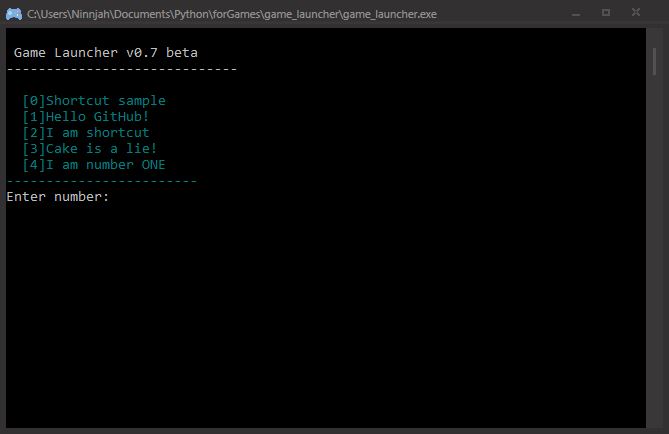 C:\Users\Ninnjah\Documents\Python\forGames\game_launcher\game_launcher.exe
Game Launcher v0.7 beta
-----------------------------
[0]Shortcut sample
[1]Hello GitHub!
[2]I am shortcut
[3]Cake is a lie!
[4]I am number ONE
------------------------
Enter number: